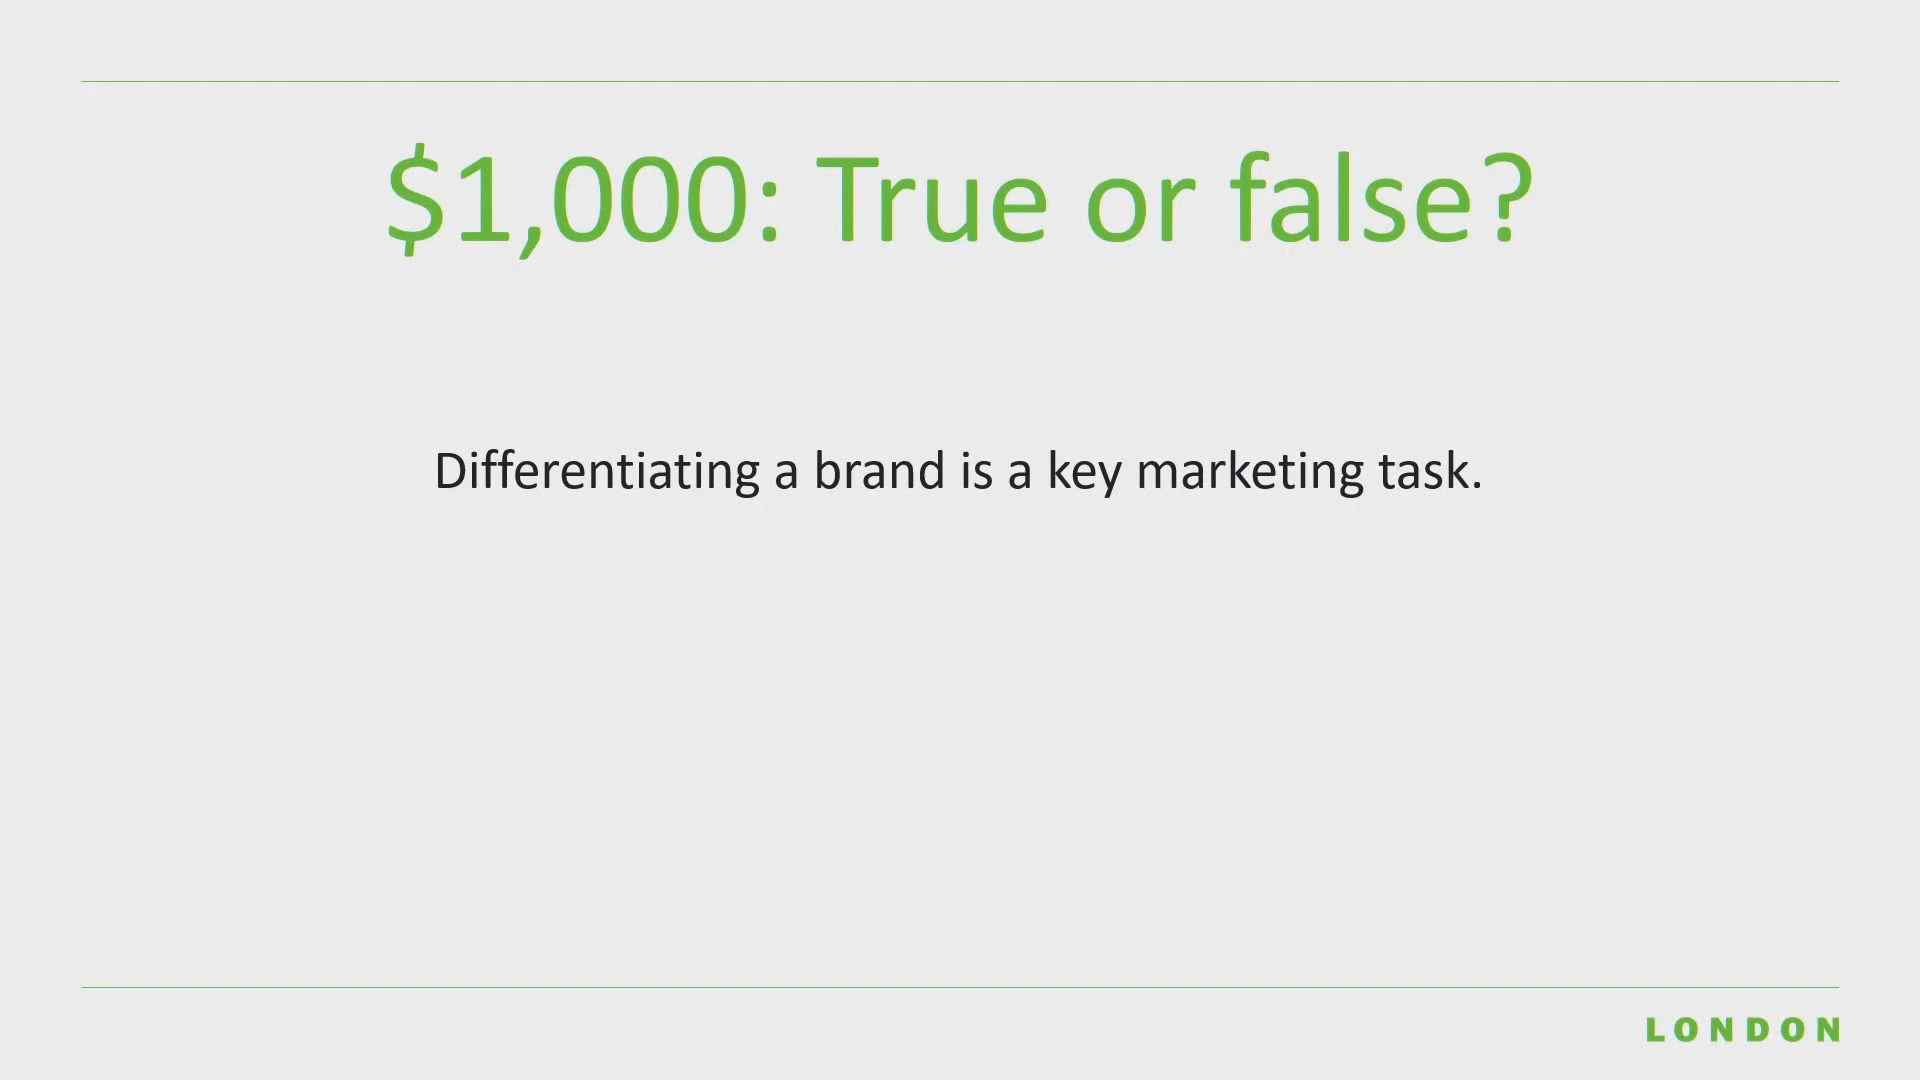 $1,000: True or false?
Differentiating a brand is a key marketing task.
LONDON